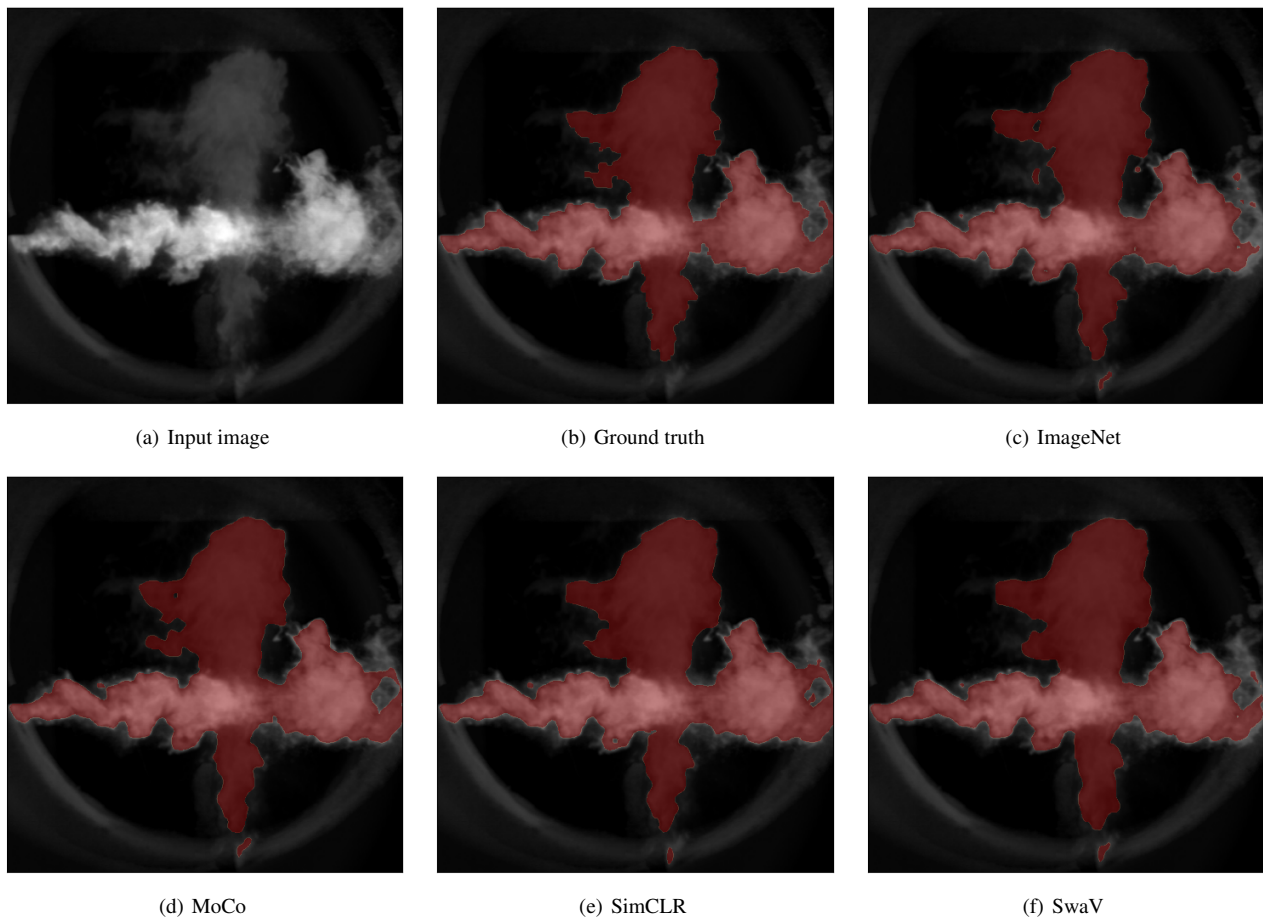 (a) Input image
(b) Ground truth
(c) ImageNet
(d) MoCo
(e) SimCLR
(f) SwaV